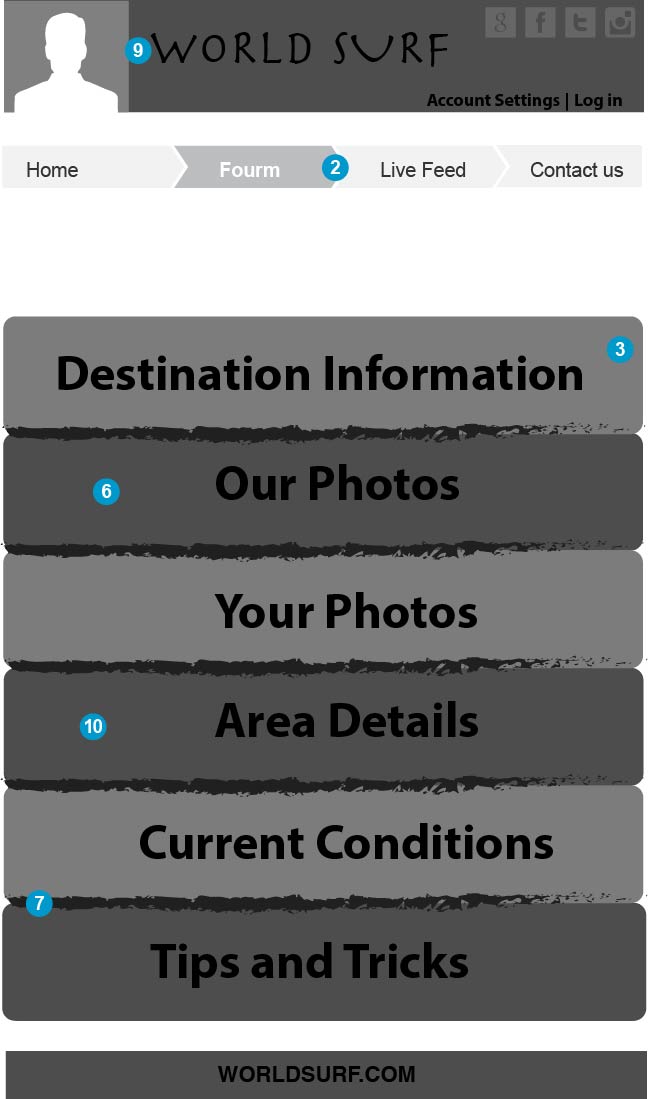 9 WORLD SURF
Account Settings | Log in
Home Fourm 2 Live Feed Contact us
3
Destination Information
6 Our Photos
Your Photos
10 Area Details
Current Conditions
7
Tips and Tricks
WORLDSURF.COM